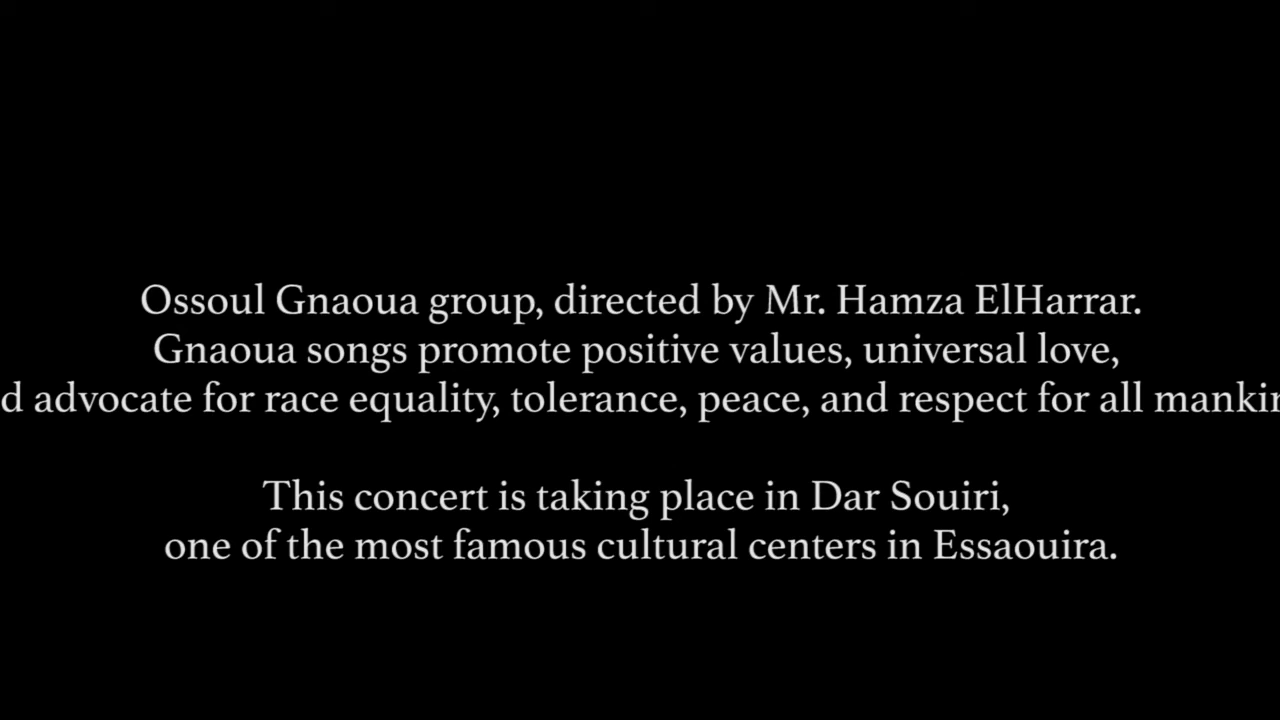 Ossoul Gnaoua group, directed by Mr. Hamza ElHarrar.
Gnaoua songs promote positive values, universal love,
d advocate for race equality, tolerance, peace, and respect for all mankin
This concert is taking place in Dar Souiri,
one of the most famous cultural centers in Essaouira.